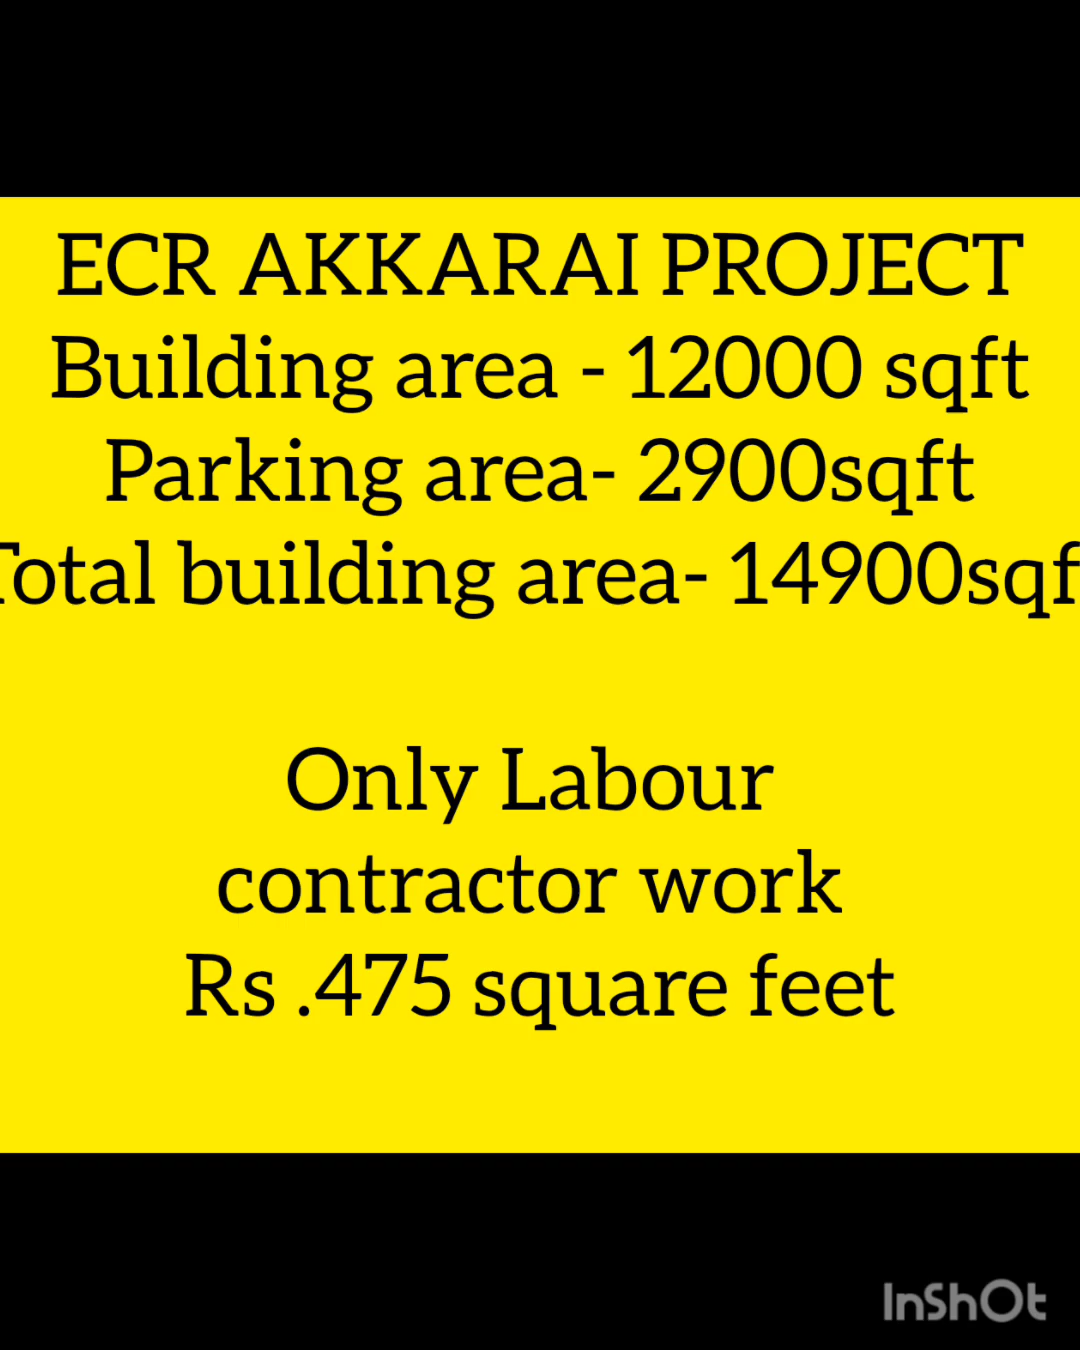 ECR AKKARAI PROJECT
Building area - 12000 sqft
Parking area- 2900sqft
Total building area- 14900sqf
Only Labour
contractor work
Rs .475 square feet
InShOt